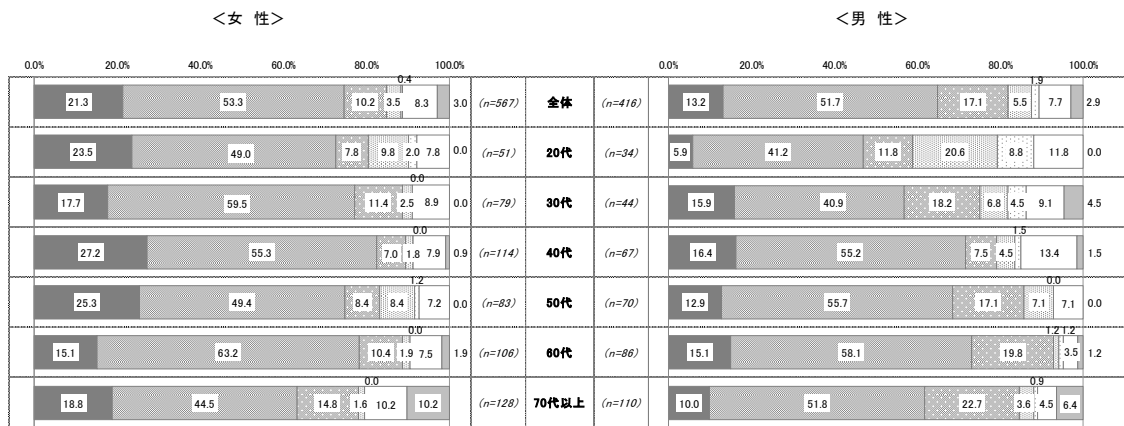 ＜女 性＞ ＜男 性＞
0.0% 20.0% 40.0% 60.0% 80.0% 100.0% 0.0% 20.0% 40.0% 60.0% 80.0% 100.0%
0.4 1.9
21.3 53.3 10.2 3.5 8.3 3.0 (n=567) 全体 (n=416) 13.2 51.7 17.1 5.5 7.7 2.9
23.5 49.0 7.8 9.8 2.0 7.8 0.0 (n=51) 20代 (n=34) 5.9 41.2 11.8 20.6 8.8 11.8 0.0
0.0
17.7 59.5 11.4 2.5 8.9 0.0 (n=79) 30代 (n=44) 15.9 40.9 18.2 6.8 4.5 9.1 4.5
0.0 1.5
27.2 55.3 7.0 1.8 7.9 0.9 (n=114) 40代 (n=67) 16.4 55.2 7.5 4.5 13.4 1.5
1.2 0.0
25.3 49.4 8.4 8.4 7.2 0.0 (n=83) 50代 (n=70) 12.9 55.7 17.1 7.1 7.1 0.0
0.0 1.2 1.2
15.1 63.2 10.4 1.9 7.5 1.9 (n=106) 60代 (n=86) 15.1 58.1 19.8 3.5 1.2
0.0 0.9
18.8 44.5 14.8 1.6 10.2 10.2 (n=128) 70代以上 (n=110) 10.0 51.8 22.7 3.6 4.5 6.4